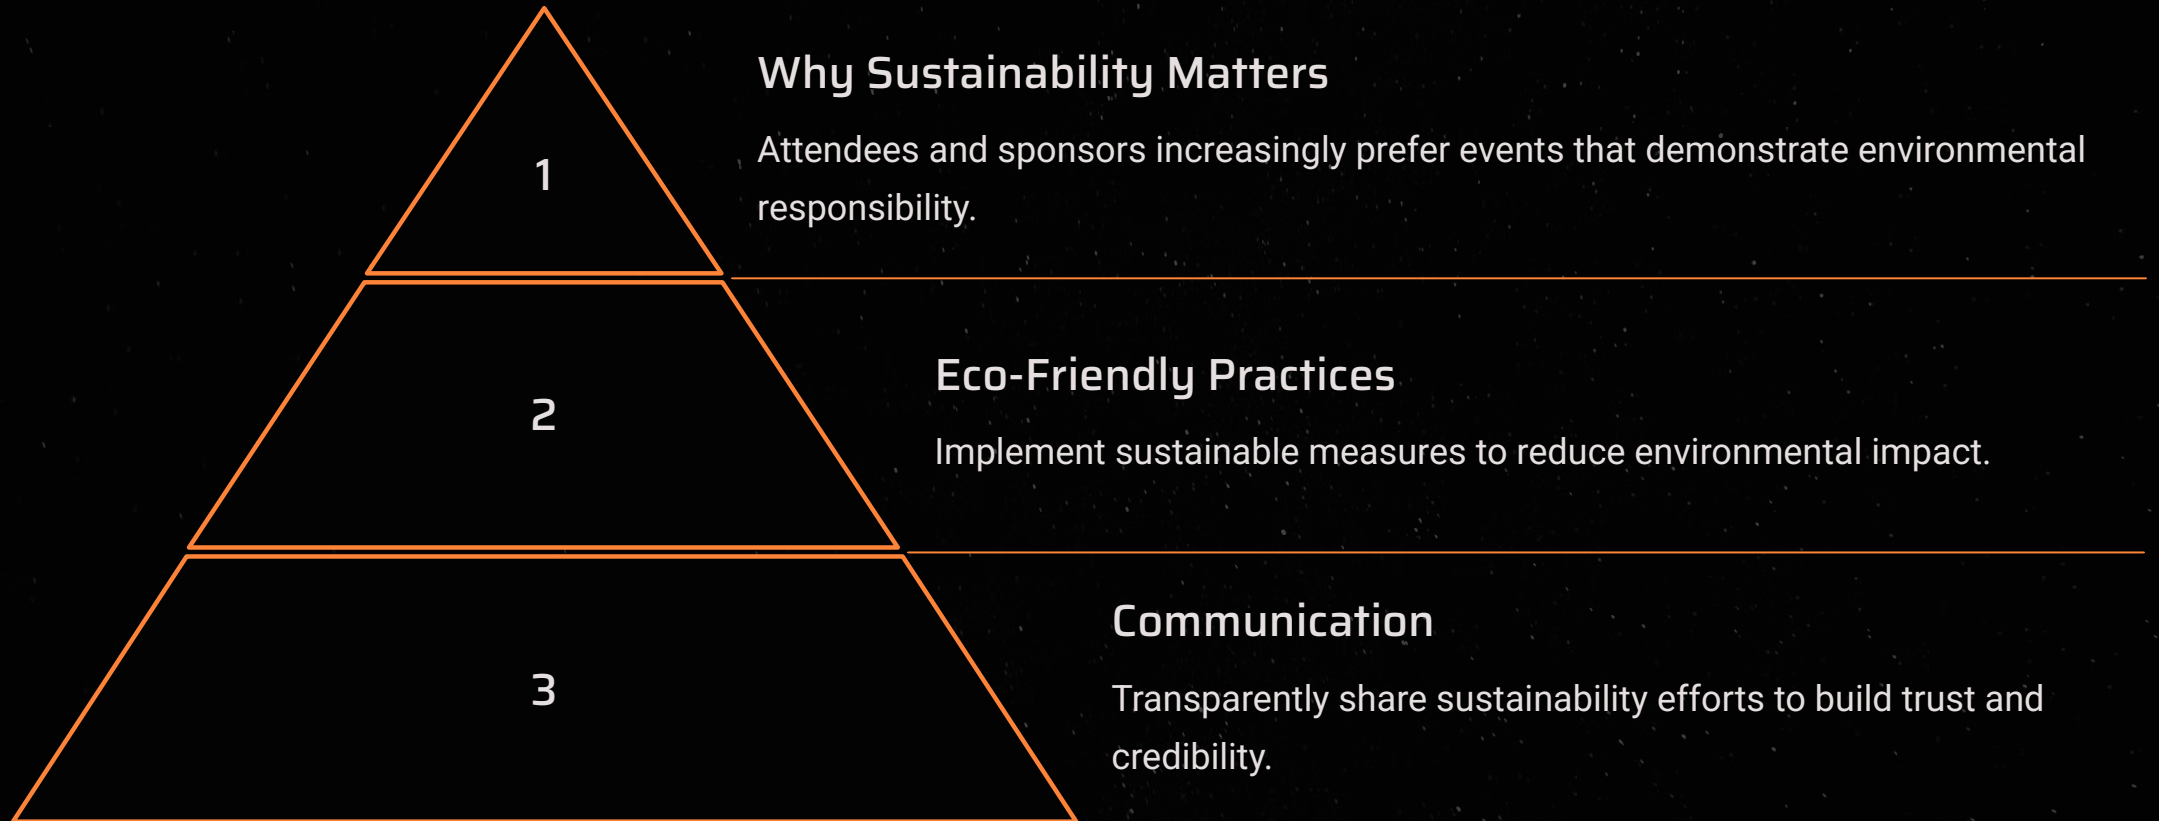 1
Why Sustainability Matters
Attendees and sponsors increasingly prefer events that demonstrate environmental
responsibility.
2
Eco-Friendly Practices
Implement sustainable measures to reduce environmental impact.
3
Communication
Transparently share sustainability efforts to build trust and
credibility.